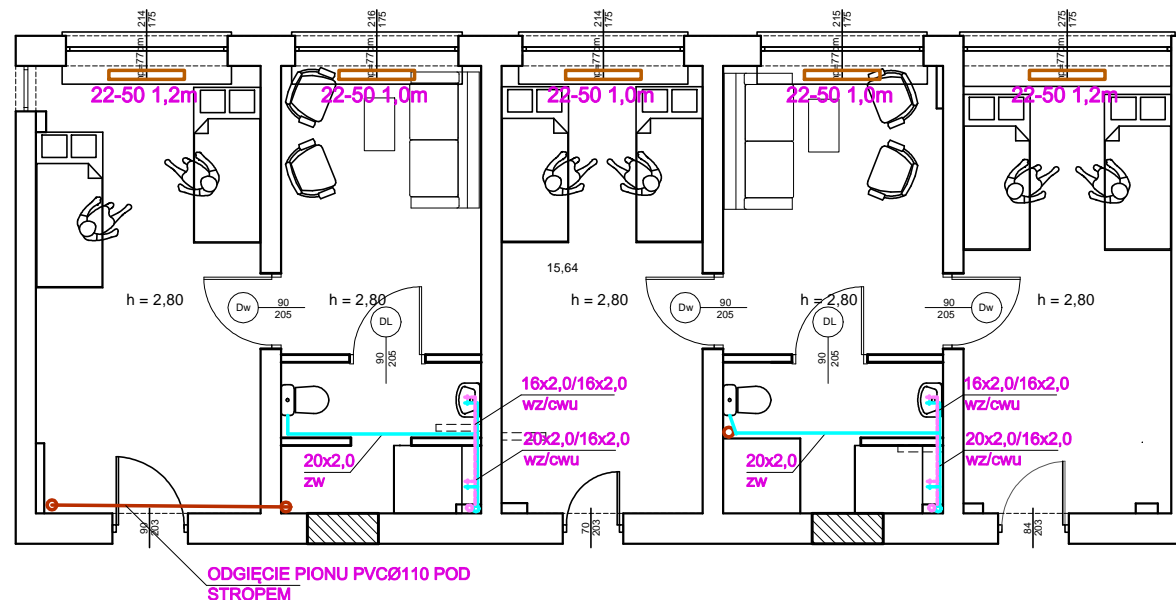 214
175
216
175
214
175
215
175
275
175
22-50 1,2m
22-50 1,0m
22-50 1,0m
22-50 1,0m
22-50 1,2m
15,64
h = 2,80
h = 2,80
h = 2,80
h = 2,80
h = 2,80
Dw
90
205
DL
90
205
Dw
90
205
DL
90
205
Dw
90
205
16x2,0/16x2,0
wz/cwu
20x2,0/16x2,0
wz/cwu
20x2,0
zw
16x2,0/16x2,0
wz/cwu
20x2,0/16x2,0
wz/cwu
20x2,0
zw
90
203
70
203
84
203
ODGIĘCIE PIONU PVCØ110 POD
STROPEM